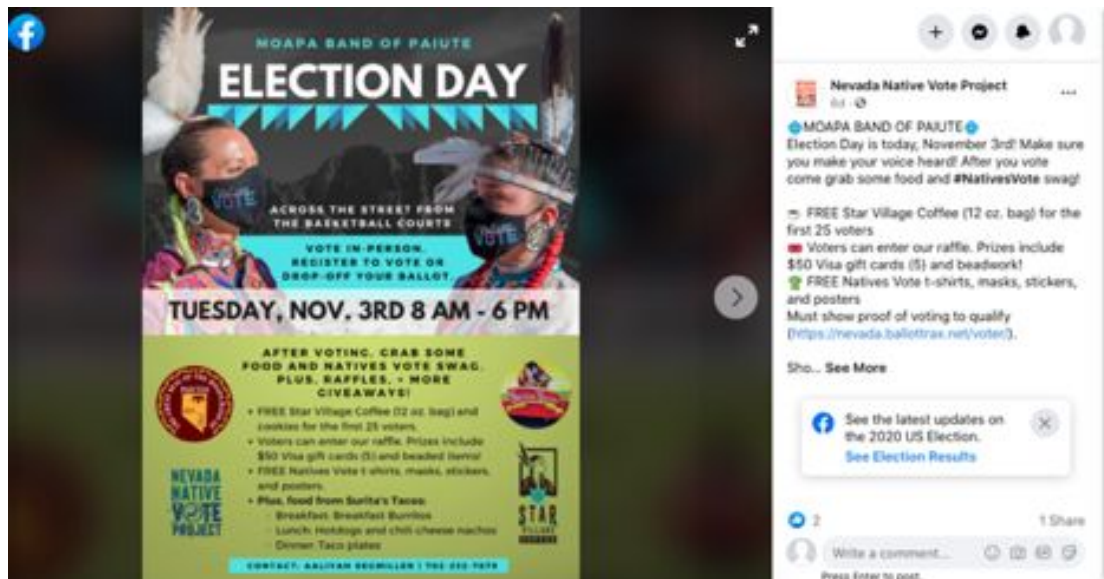 MOAPA BAND OF PAIUTE
ELECTION DAY
VOTE
VOTE
ACROSS THE STREET FROM
THE BASKETBALL COURTS
VOTE IN-PERSON.
REGISTER TO VOTE OR
DROP-OFF YOUR BALLOT.
TUESDAY, NOV. 3RD 8 AM - 6 PM
AFTER VOTING, GRAB SOME
FOOD AND NATIVES VOTE SWAG.
PLUS, RAFFLES, + MORE
GIVEAWAYS!
• FREE Star Village Coffee (12 oz. bag) and
cookies for the first 25 voters.
• Voters can enter our raffle. Prizes include
$50 Visa gift cards (5) and beaded items!
• FREE Natives Vote t-shirts, masks, stickers,
and posters.
• Plus, food from Surita's Tacos:
Breakfast: Breakfast Burritos
Lunch: Hotdogs and chili cheese nachos
Dinner: Taco plates
NEVADA
NATIVE
VOTE
PROJECT
STAR
VILLAGE
CONTACT:
Nevada Native Vote Project
MOAPA BAND OF PAIUTE
Election Day is today, November 3rd! Make sure
you make your voice heard! After you vote
come grab some food and #NativesVote swag!
FREE Star Village Coffee (12 oz. bag) for the
first 25 voters
Voters can enter our raffle. Prizes include
$50 Visa gift cards (5) and beadwork!
FREE Natives Vote t-shirts, masks, stickers,
and posters
Must show proof of voting to qualify
(https://nevada.ballottrax.net/voter/).
Sho... See More
See the latest updates on
the 2020 US Election.
See Election Results
2
1 Share
Write a comment...
Press Enter to post.